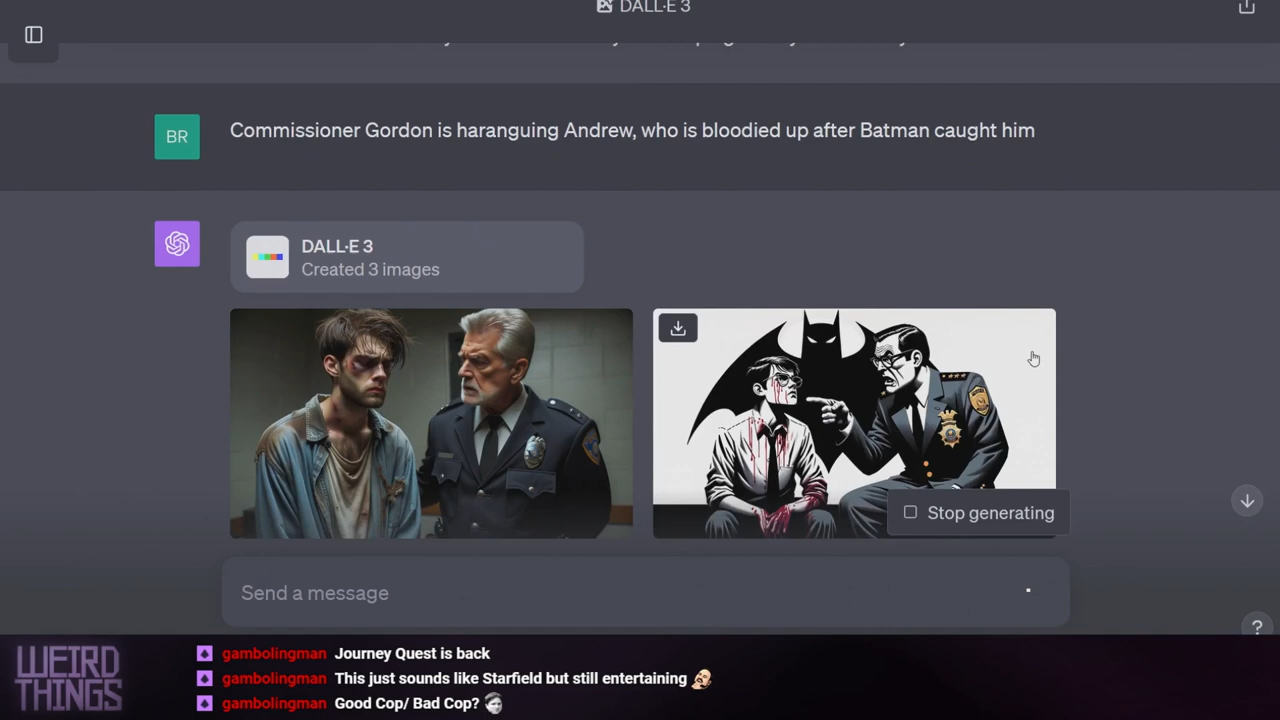 DALL·E 3
BR
Commissioner Gordon is haranguing Andrew, who is bloodied up after Batman caught him
DALL·E 3
Created 3 images
Stop generating
Send a message
?
WEIRD
THINGS
gambolingman Journey Quest is back
gambolingman This just sounds like Starfield but still entertaining
gambolingman Good Cop/ Bad Cop?